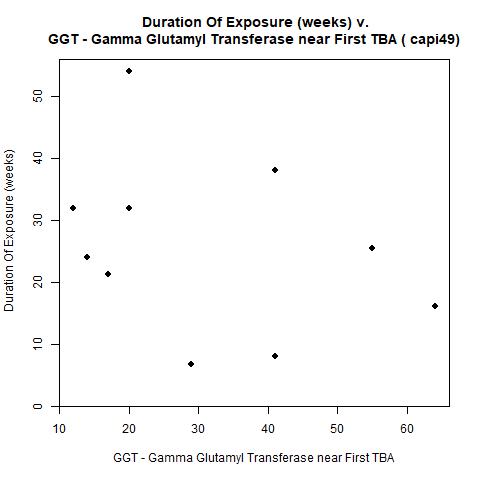 Duration Of Exposure (weeks) v.
GGT - Gamma Glutamyl Transferase near First TBA ( capi49)
Duration Of Exposure (weeks)
50
40
30
20
10
0
10 20 30 40 50 60
GGT - Gamma Glutamyl Transferase near First TBA